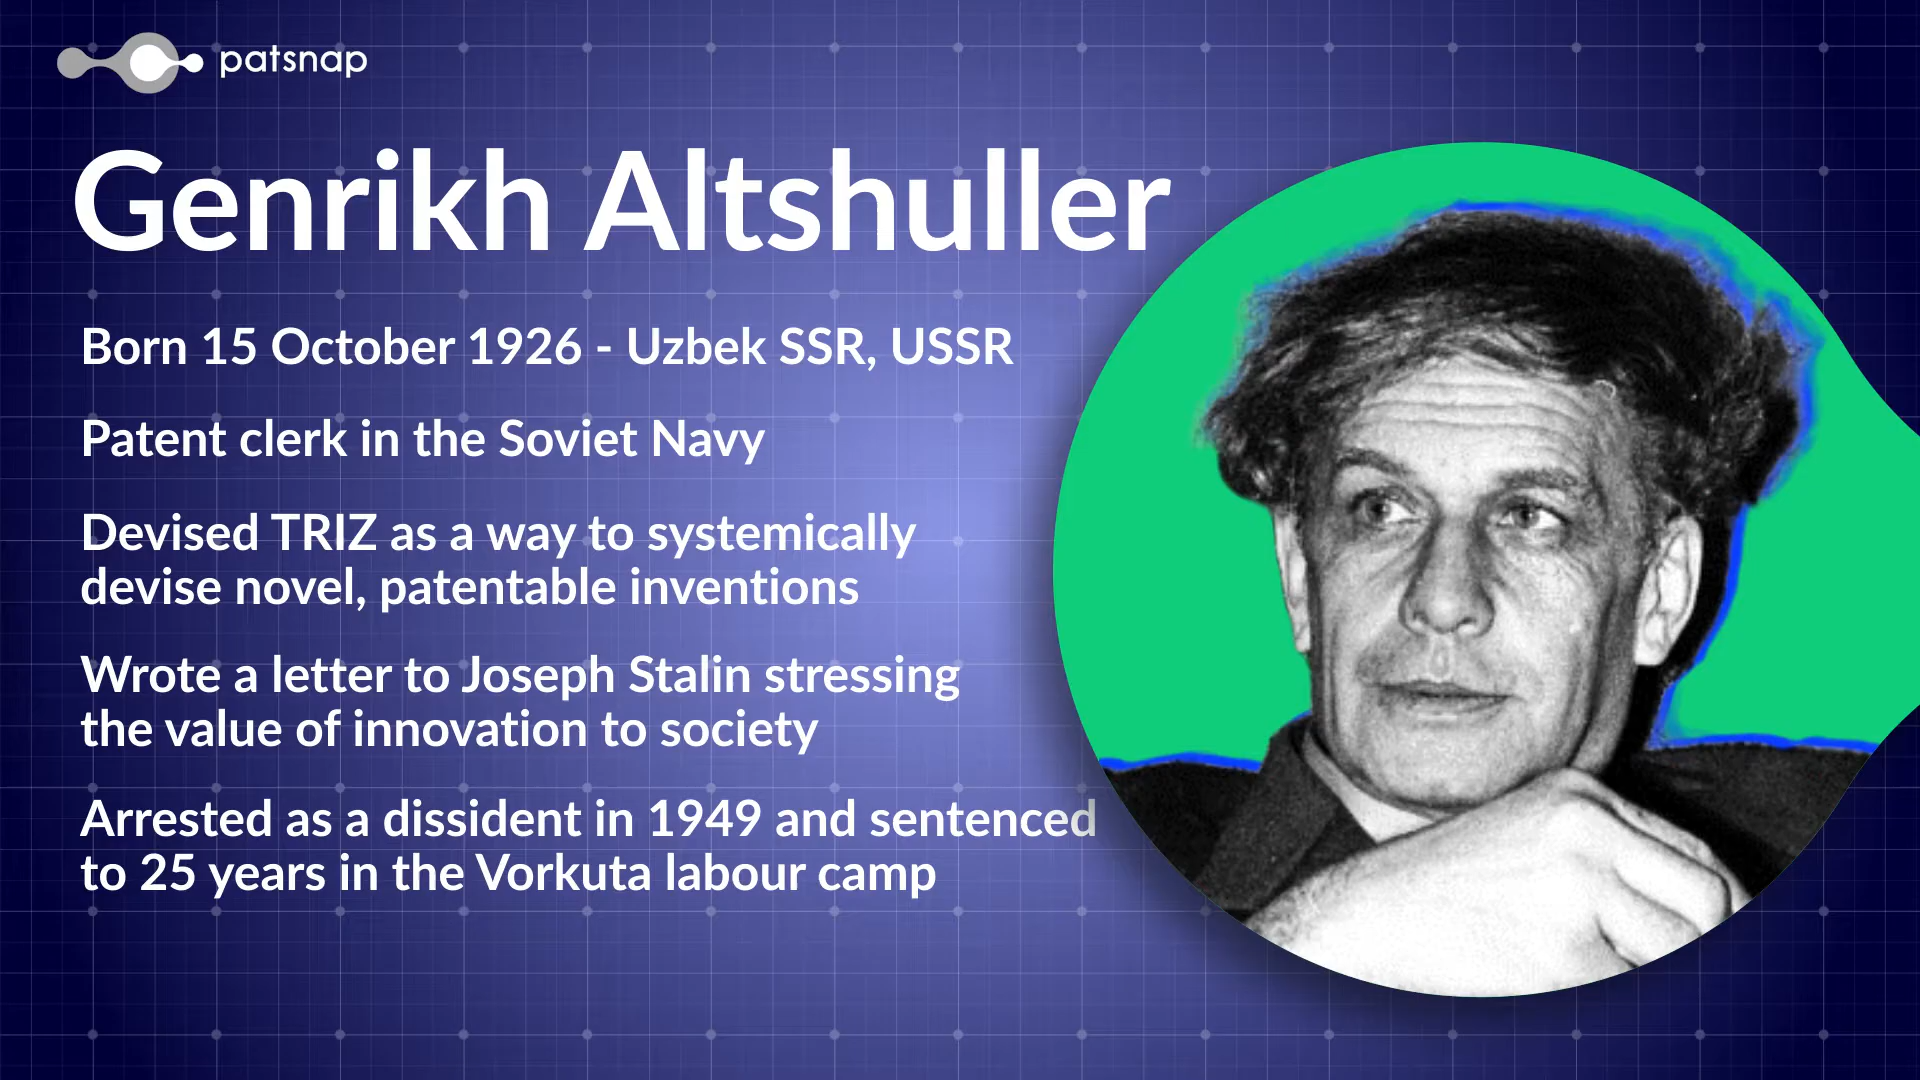 patsnap
Genrikh Altshuller
Born 15 October 1926 - Uzbek SSR, USSR
Patent clerk in the Soviet Navy
Devised TRIZ as a way to systemically
devise novel, patentable inventions
Wrote a letter to Joseph Stalin stressing
the value of innovation to society
Arrested as a dissident in 1949 and sentenced
to 25 years in the Vorkuta labour camp